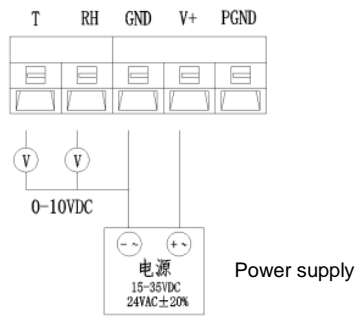 T RH GND V+ PGND
V V
0-10VDC
- ~ + ~
电源
15-35VDC
24VAC±20%
Power supply